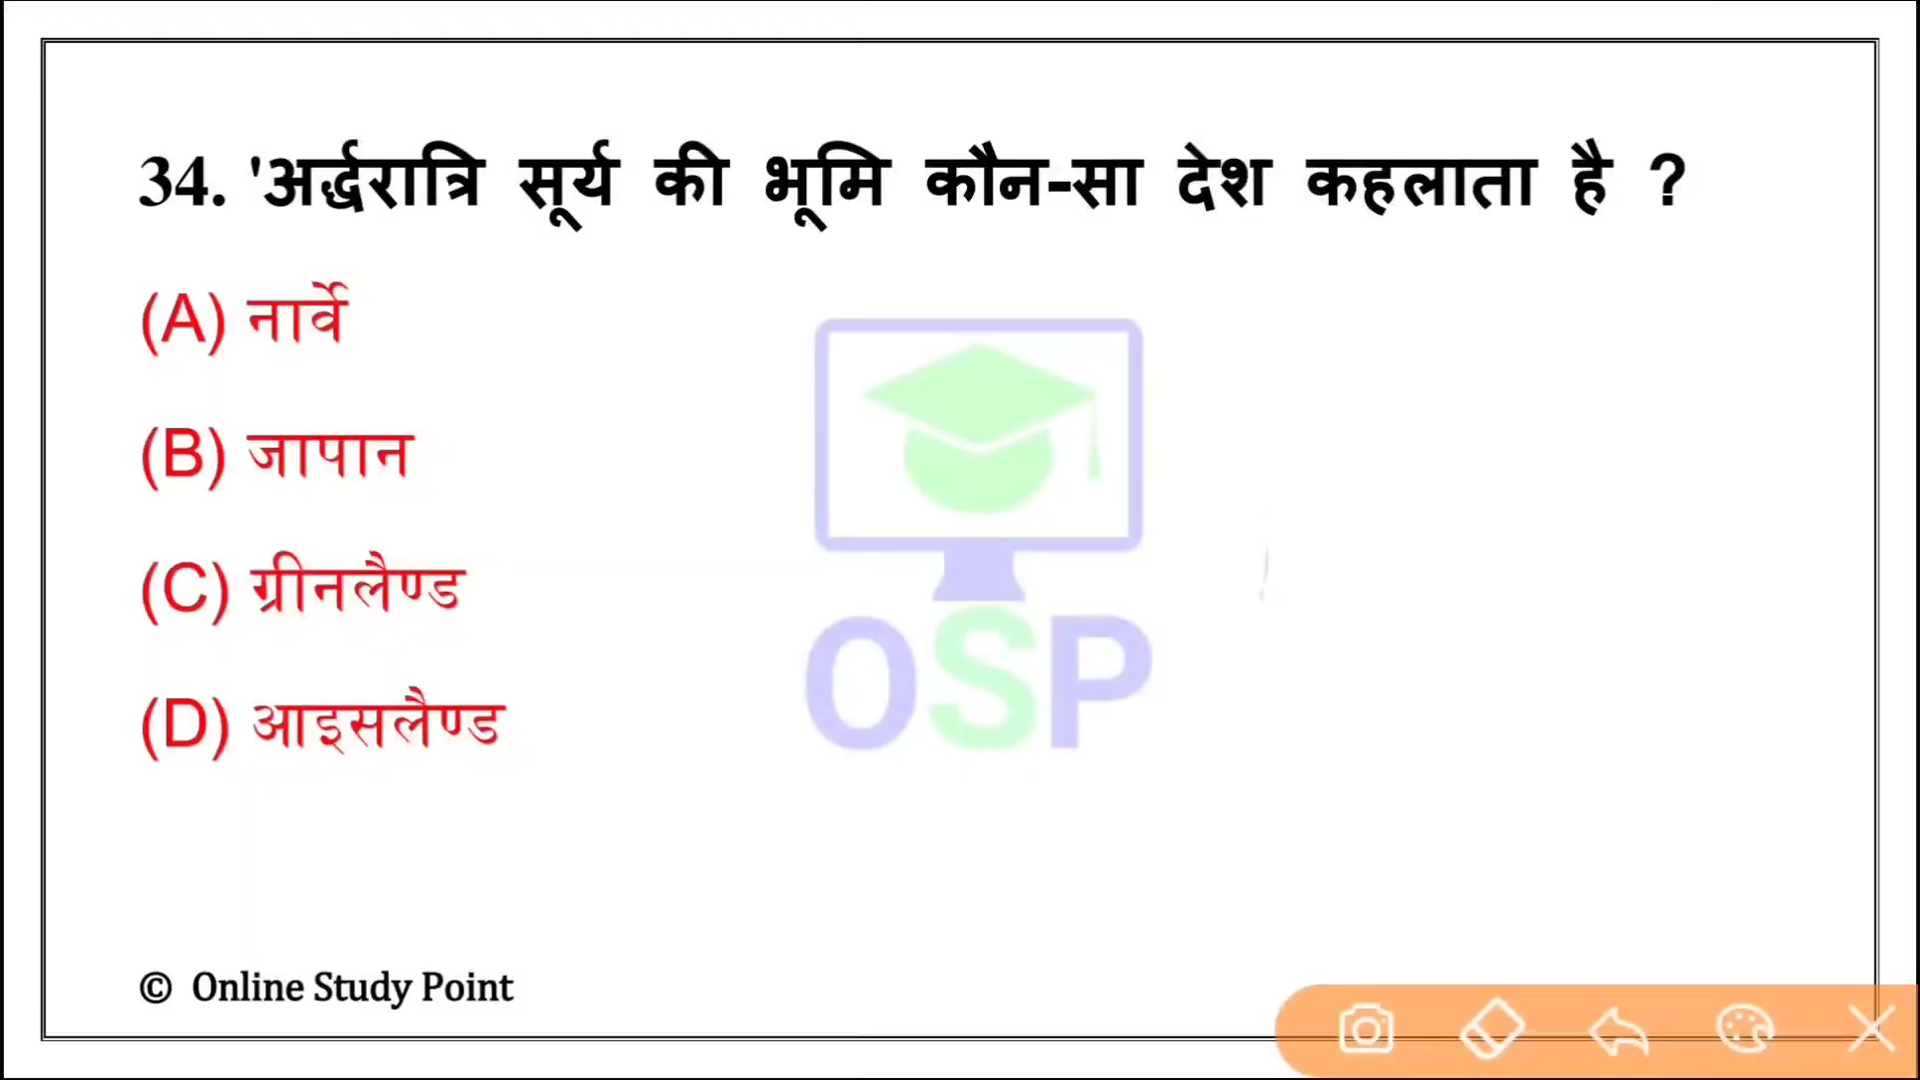 34. 'अर्द्धरात्रि सूर्य की भूमि कौन-सा देश कहलाता है ?
(A) नार्वे
(B) जापान
(C) ग्रीनलैण्ड
(D) आइसलैण्ड
OSP
© Online Study Point